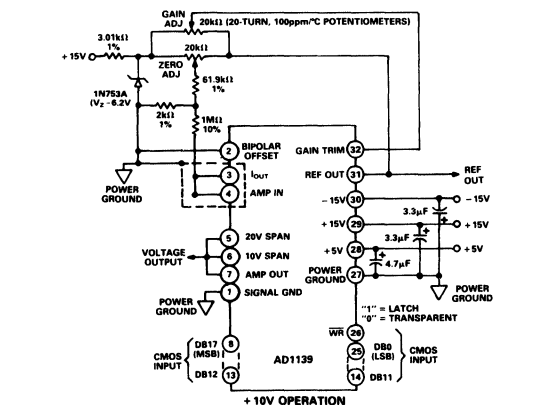 GAIN
ADJ
20kΩ (20-TURN, 100ppm/°C POTENTIOMETERS)
3.01kΩ
1%
20kΩ
+15V
ZERO
ADJ
61.9kΩ
1%
1N753A
(VZ -6.2V
2kΩ
1%
1MΩ
10%
POWER
GROUND
2
BIPOLAR
OFFSET
GAIN TRIM
32
3
IOUT
REF OUT
31
REF
OUT
4
AMP IN
-15V
30
-15V
3.3µF
+
+15V
29
+15V
3.3µF
+
5
20V SPAN
+5V
28
+5V
VOLTAGE
OUTPUT
6
10V SPAN
+
4.7µF
7
AMP OUT
POWER
GROUND
27
POWER
GROUND
1
SIGNAL GND
POWER
GROUND
"1" = LATCH
"0" = TRANSPARENT
WR
26
CMOS
INPUT
DB17
(MSB)
8
DB12
13
AD1139
25
DB0
(LSB)
14
DB11
CMOS
INPUT
+10V OPERATION